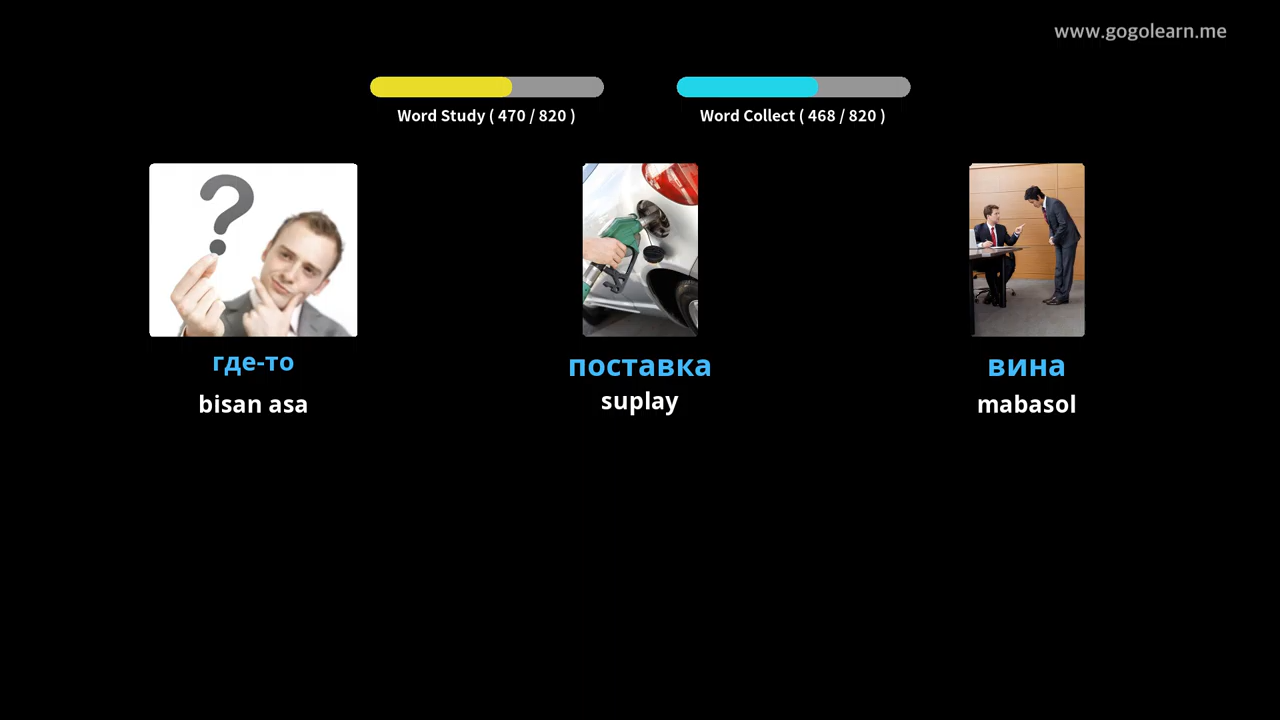 www.gogolearn.me
Word Study ( 470 / 820 )
Word Collect ( 468 / 820 )
где-то
bisan asa
поставка
suplay
вина
mabasol